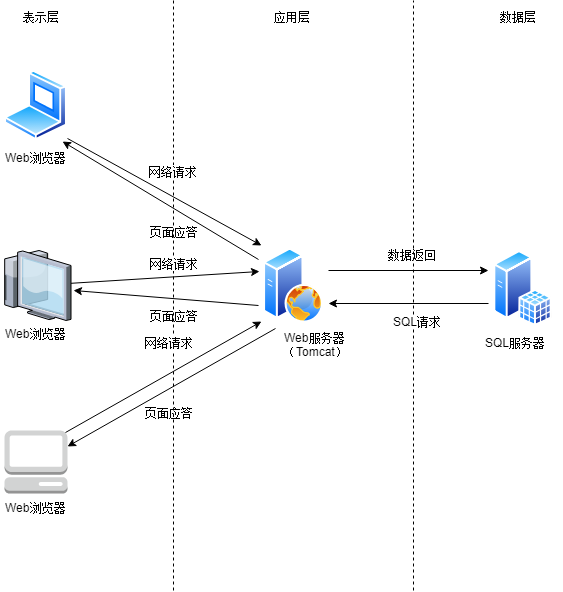 表示层
应用层
数据层
Web浏览器
网络请求
页面应答
网络请求
数据返回
Web浏览器
页面应答
SQL请求
Web服务器
（Tomcat）
SQL服务器
网络请求
页面应答
Web浏览器